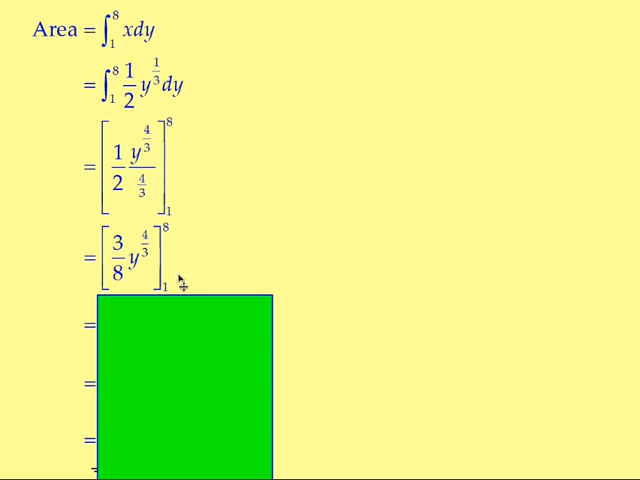 Area = ∫₁⁸ xdy
= ∫₁⁸ 1/2 y^(1/3) dy
= [1/2 y^(4/3)/(4/3)]₁⁸
= [3/8 y^(4/3)]₁⁸
=
=
=